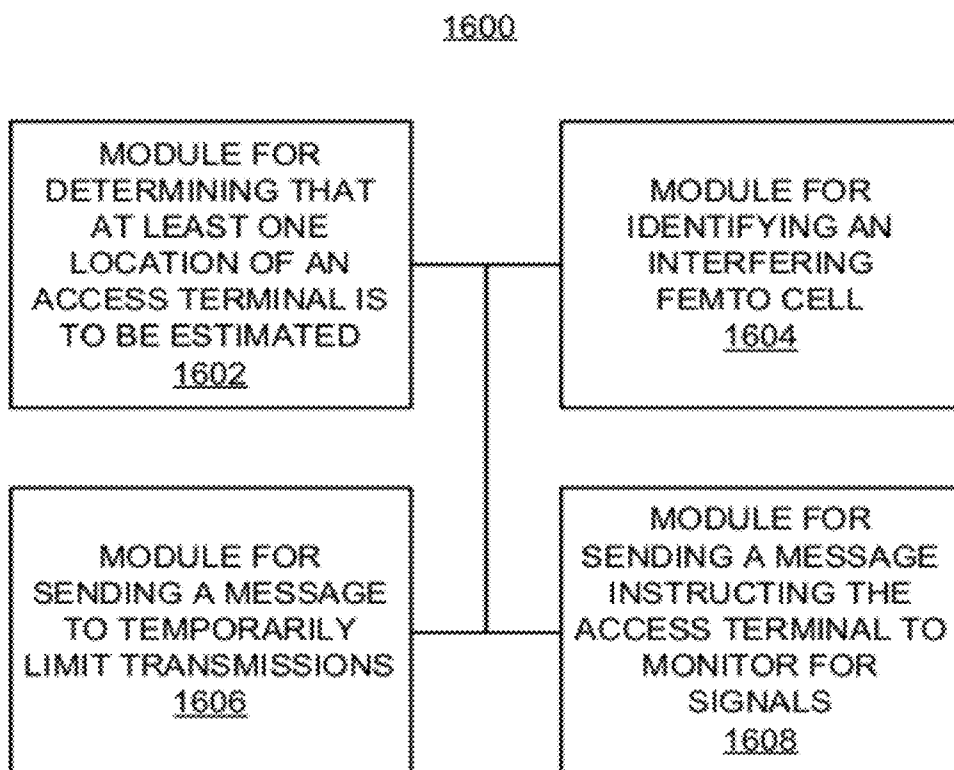 1600
MODULE FOR
DETERMINING THAT
AT LEAST ONE
LOCATION OF AN
ACCESS TERMINAL IS
TO BE ESTIMATED
1602
MODULE FOR
IDENTIFYING AN
INTERFERING
FEMTO CELL
1604
MODULE FOR
SENDING A MESSAGE
TO TEMPORARILY
LIMIT TRANSMISSIONS
1606
MODULE FOR
SENDING A MESSAGE
INSTRUCTING THE
ACCESS TERMINAL TO
MONITOR FOR
SIGNALS
1608